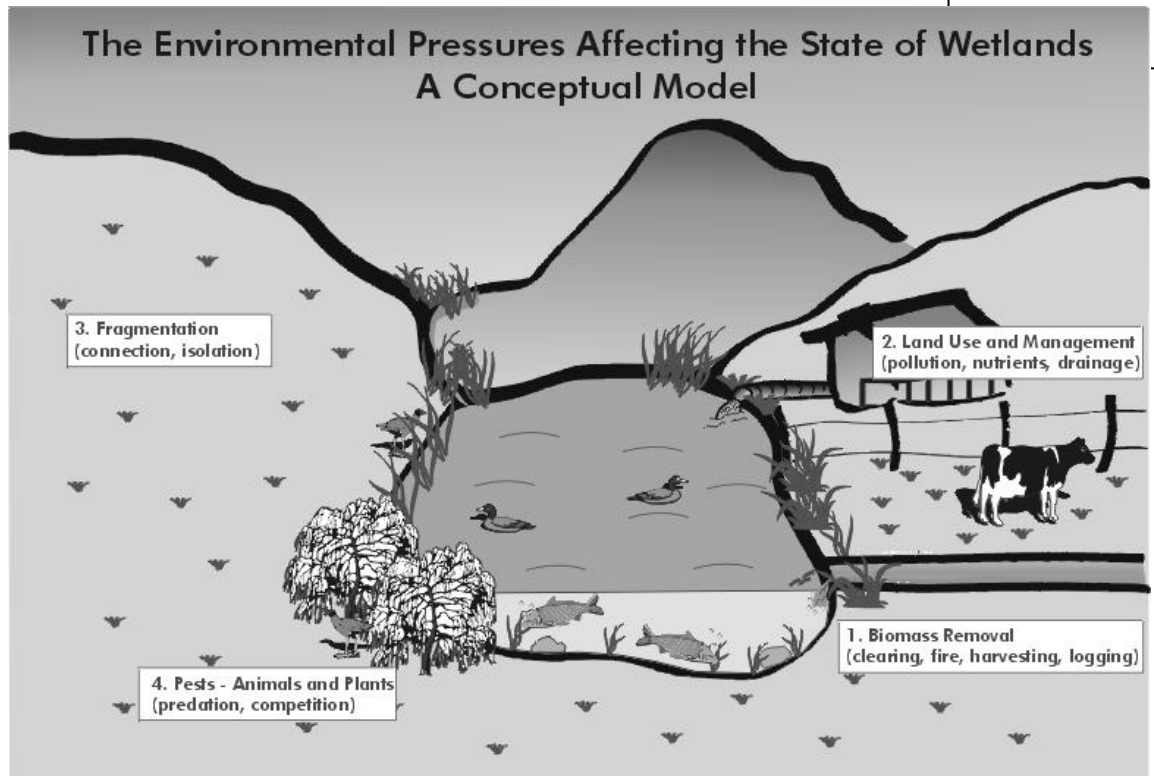 The Environmental Pressures Affecting the State of Wetlands
A Conceptual Model
3. Fragmentation
(connection, isolation)
2. Land Use and Management
(pollution, nutrients, drainage)
1. Biomass Removal
(clearing, fire, harvesting, logging)
4. Pests - Animals and Plants
(predation, competition)